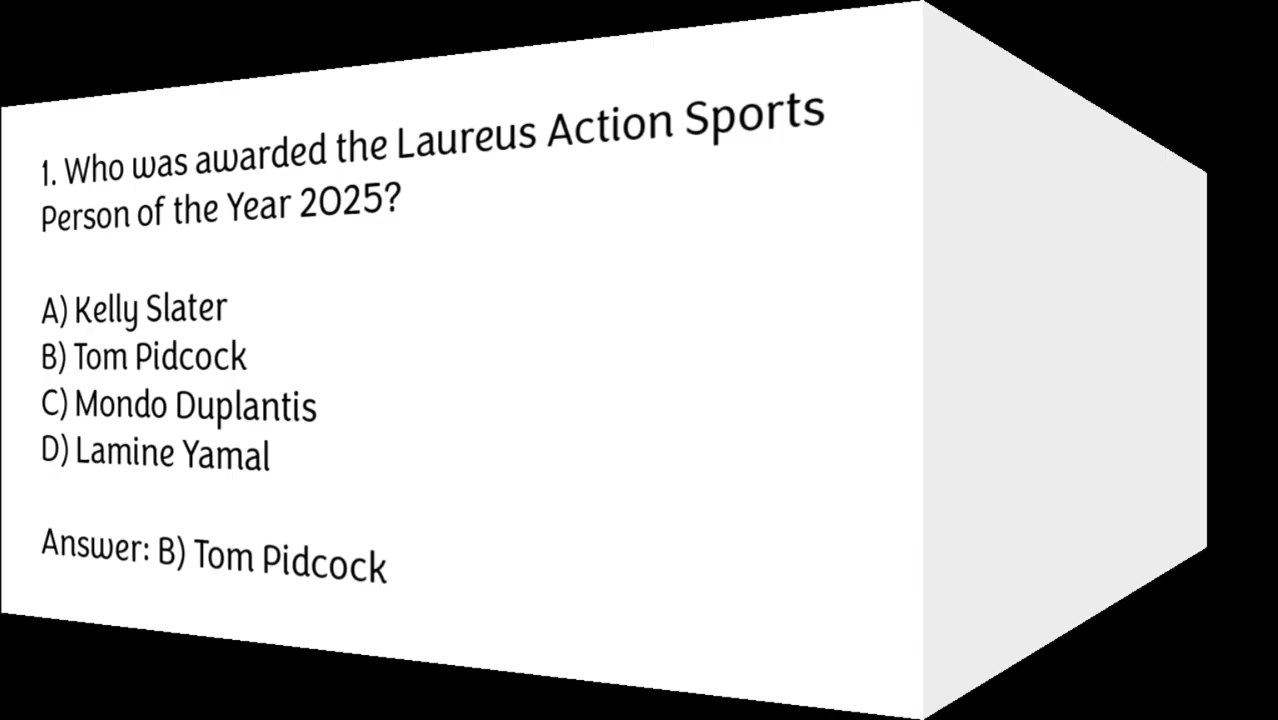 1. Who was awarded the Laureus Action Sports
Person of the Year 2025?
A) Kelly Slater
B) Tom Pidcock
C) Mondo Duplantis
D) Lamine Yamal
Answer: B) Tom Pidcock